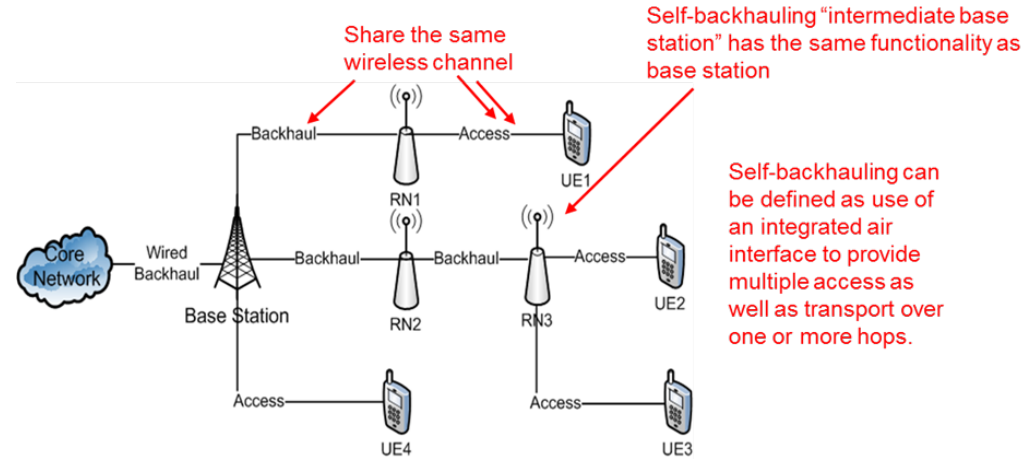 Share the same
wireless channel
Self-backhauling “intermediate base
station” has the same functionality as
base station
Backhaul
Access
UE1
RN1
Self-backhauling can
be defined as use of
an integrated air
interface to provide
multiple access as
well as transport over
one or more hops.
Core
Network
Wired
Backhaul
Base Station
Backhaul
RN2
Backhaul
RN3
Access
UE2
Access
UE4
Access
UE3